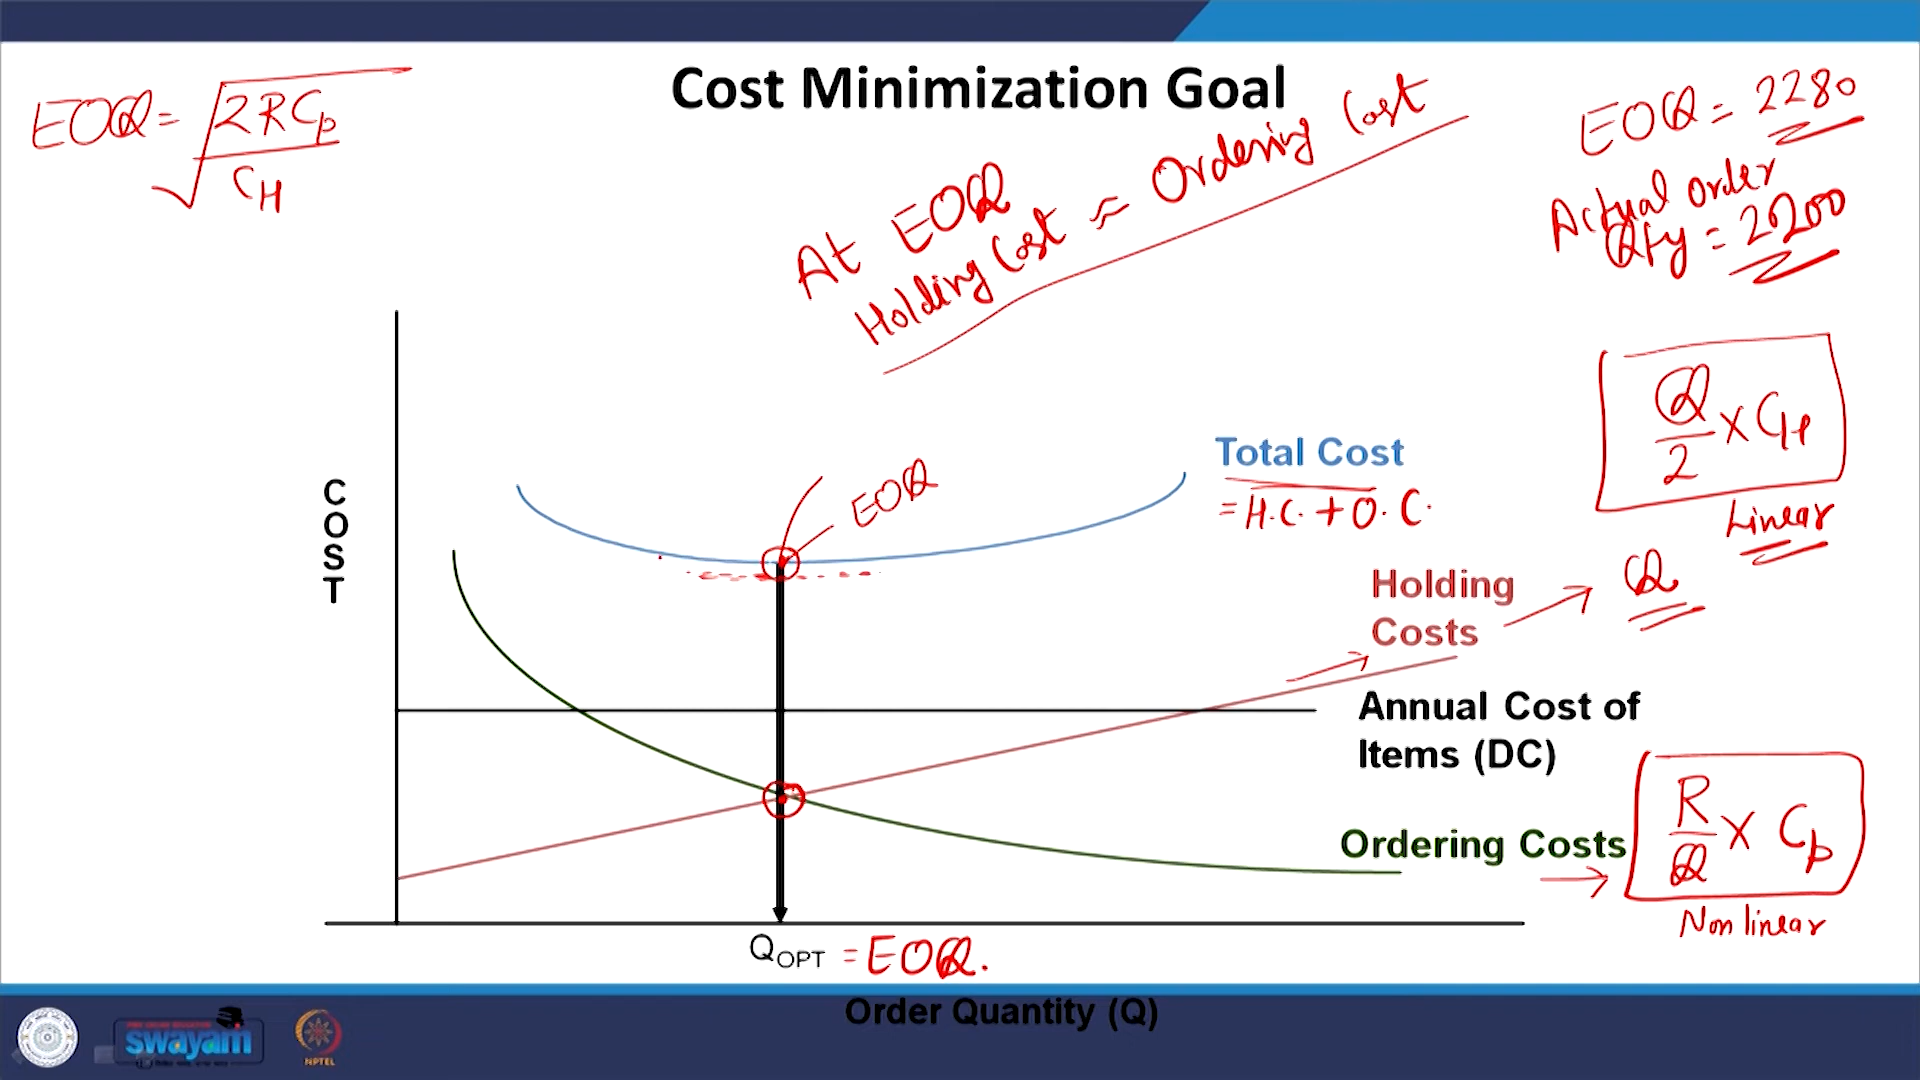 Cost Minimization Goal
EOQ = √2RCp
CH
At EOQ
Holding Cost ≈ Ordering Cost
EOQ = 2280
Actual Order
Qty = 2200
Q/2 × CH
Linear
C
O
S
T
EOQ
Total Cost
= H.C. + O.C.
Holding
Costs
Q
Annual Cost of
Items (DC)
Ordering Costs
R/Q × Cp
Non linear
QOPT = EOQ.
Order Quantity (Q)
swayam
NPTEL